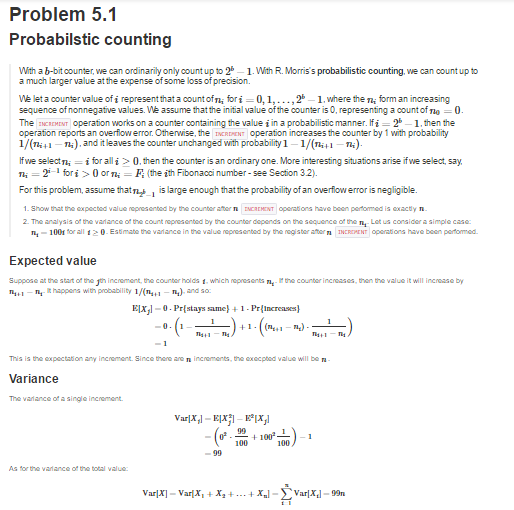 Problem 5.1
Probabilstic counting
With a b-bit counter, we can ordinarily only count up to 2^b − 1. With R. Morris's probabilistic counting, we can count up to
a much larger value at the expense of some loss of precision.
We let a counter value of i represent that a count of n_i for i = 0, 1, . . . , 2^b − 1, where the n_i form an increasing
sequence of nonnegative values. We assume that the initial value of the counter is 0, representing a count of n_0 = 0.
The INCREMENT operation works on a counter containing the value i in a probabilistic manner. If i = 2^b − 1, then the
operation reports an overflow error. Otherwise, the INCREMENT operation increases the counter by 1 with probability
1/(n_{i+1} − n_i), and it leaves the counter unchanged with probability 1 − 1/(n_{i+1} − n_i).
If we select n_i = i for all i ≥ 0, then the counter is an ordinary one. More interesting situations arise if we select, say,
n_i = 2^{i−1} for i > 0 or n_i = F_i (the ith Fibonacci number - see Section 3.2).
For this problem, assume that n_{2^b−1} is large enough that the probability of an overflow error is negligible.
1. Show that the expected value represented by the counter after n INCREMENT operations have been performed is exactly n.
2. The analysis of the variance of the count represented by the counter depends on the sequence of the n_i. Let us consider a simple case:
n_i = 100i for all i ≥ 0. Estimate the variance in the value represented by the register after n INCREMENT operations have been performed.
Expected value
Suppose at the start of the jth increment, the counter holds i, which represents n_i. If the counter increases, then the value it will increase by
n_{i+1} − n_i. It happens with probability 1/(n_{i+1} − n_i), and so:
E[X_j] = 0 · Pr{stays same} + 1 · Pr{increases}
= 0 · (1 − 1/(n_{i+1} − n_i)) + 1 · ((n_{i+1} − n_i) · 1/(n_{i+1} − n_i))
= 1
This is the expectation any increment. Since there are n increments, the execpted value will be n.
Variance
The variance of a single increment.
Var[X_j] = E[X_j^2] − E^2[X_j]
= (0^2 · 99/100 + 100^2 · 1/100) − 1
= 99
As for the variance of the total value:
Var[X] = Var[X_1 + X_2 + . . . + X_n] = ∑_{i=1}^{n} Var[X_i] = 99n